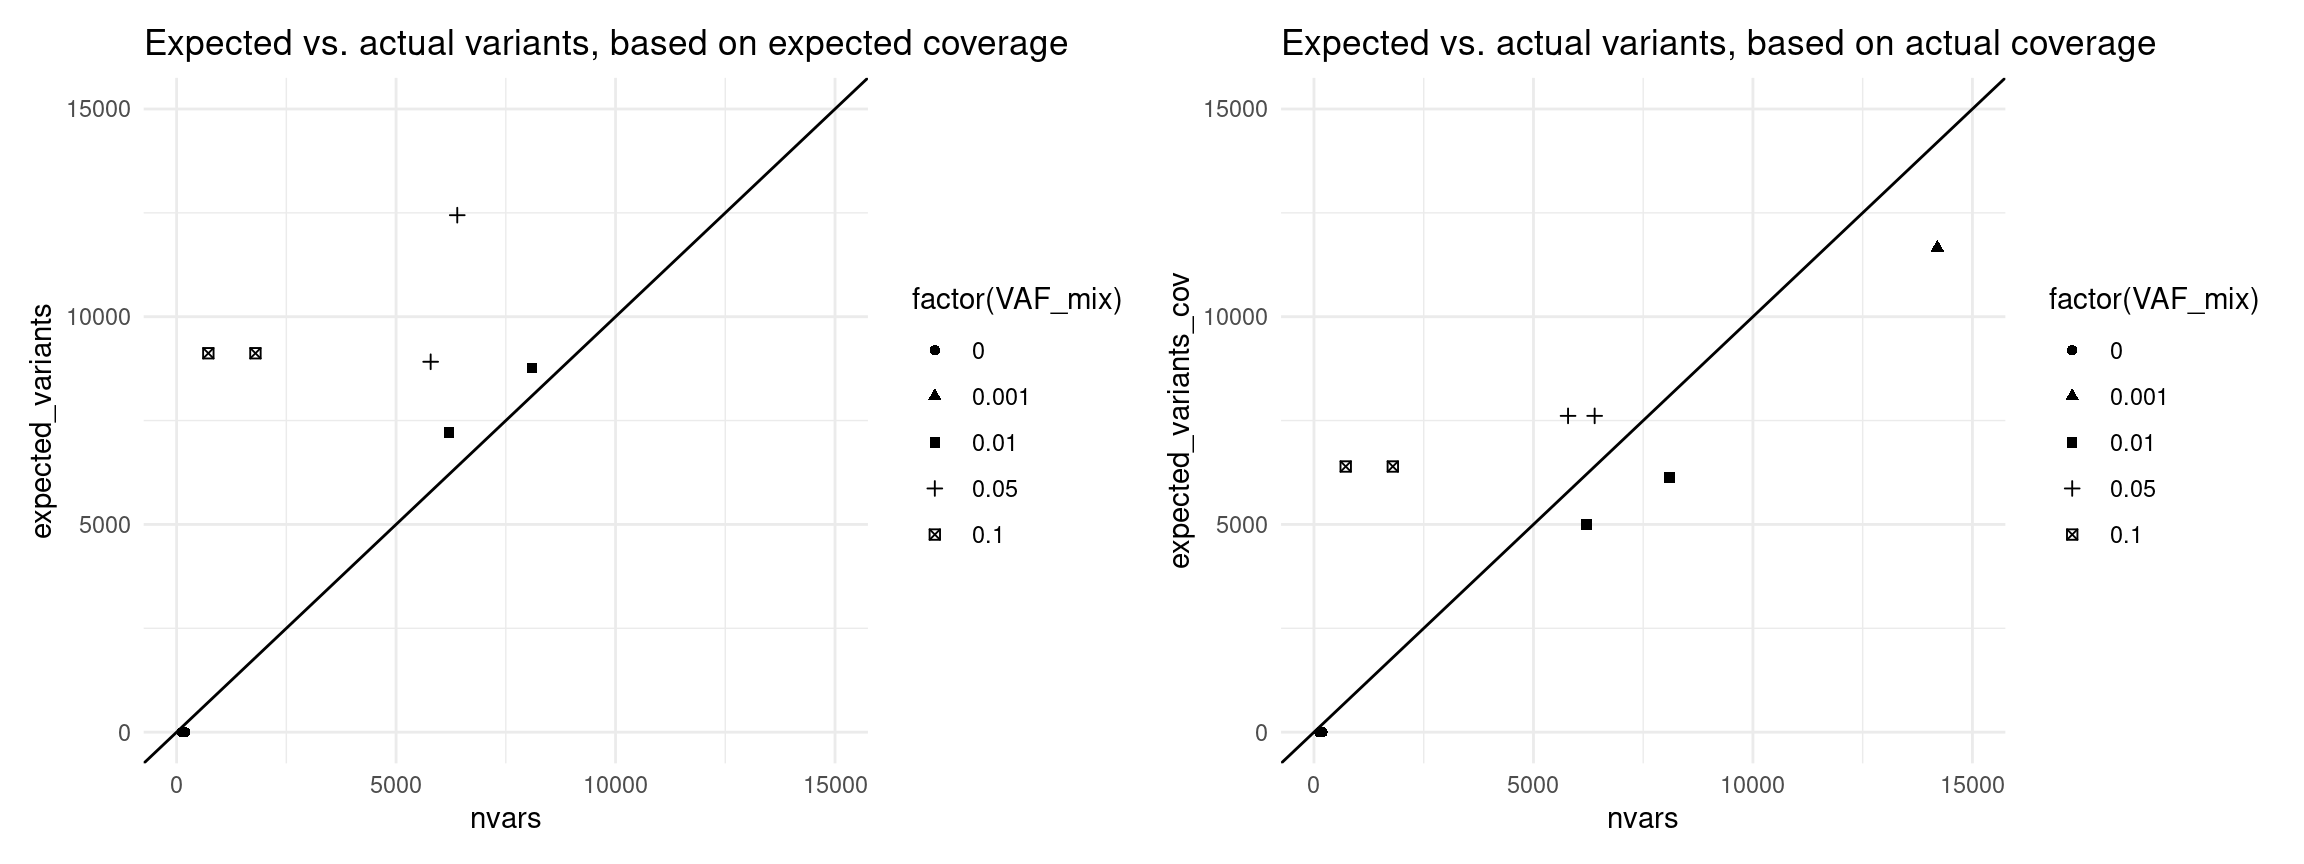 Expected vs. actual variants, based on expected coverage
15000
10000
5000
0
expected_variants
0 5000 10000 15000
nvars
factor(VAF_mix)
0
0.001
0.01
0.05
0.1
Expected vs. actual variants, based on actual coverage
15000
10000
5000
0
expected_variants_cov
0 5000 10000 15000
nvars
factor(VAF_mix)
0
0.001
0.01
0.05
0.1